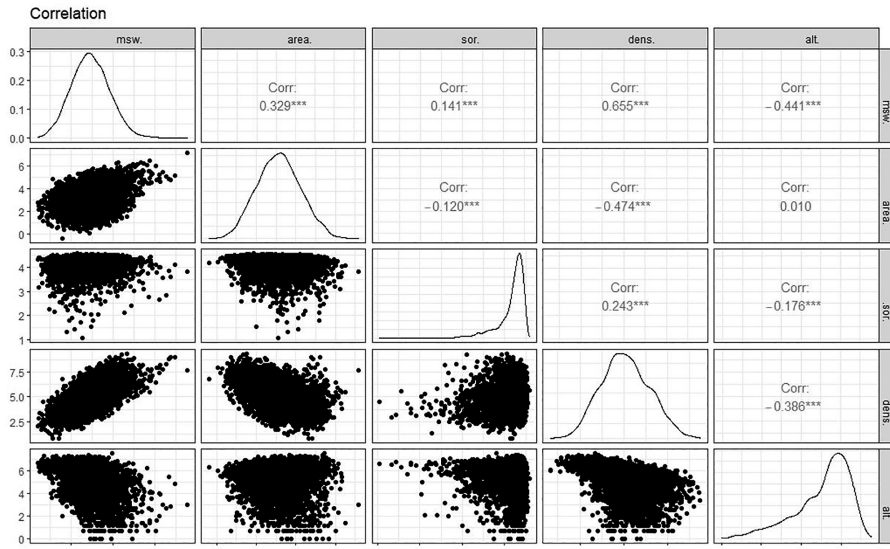 Correlation
msw. area. sor. dens. alt.
0.3
0.2
0.1
0.0
Corr:
0.329***
Corr:
0.141***
Corr:
0.655***
Corr:
−0.441***
msw.
6
4
2
0
Corr:
−0.120***
Corr:
−0.474***
Corr:
0.010
area.
4
3
2
1
Corr:
0.243***
Corr:
−0.176***
.sor.
7.5
5.0
2.5
Corr:
−0.386***
dens.
6
4
2
0
alt.